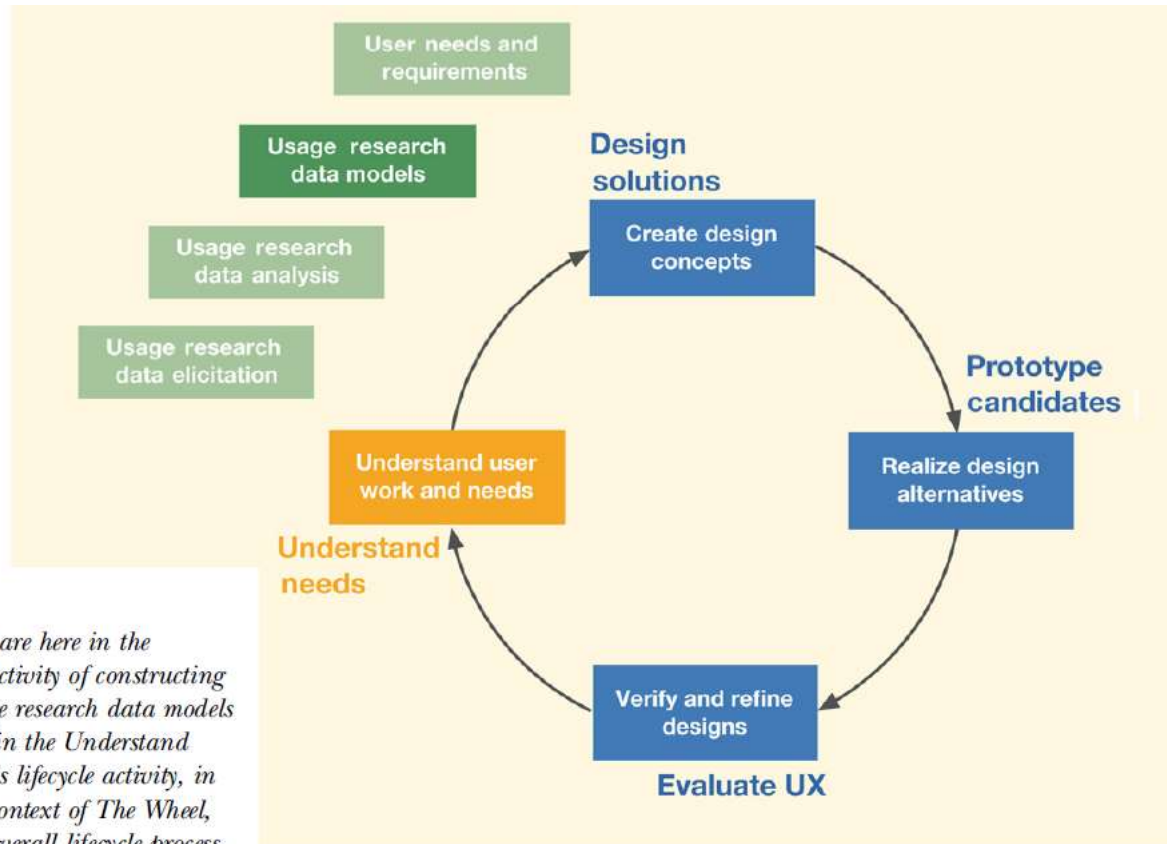 User needs and
requirements
Usage research
data models
Usage research
data analysis
Usage research
data elicitation
Design
solutions
Create design
concepts
Prototype
candidates
Realize design
alternatives
Understand user
work and needs
Understand
needs
Verify and refine
designs
Evaluate UX
are here in the
of constructing
research data models
in the Understand
lifecycle activity, in
of The Wheel,
lifecycle process